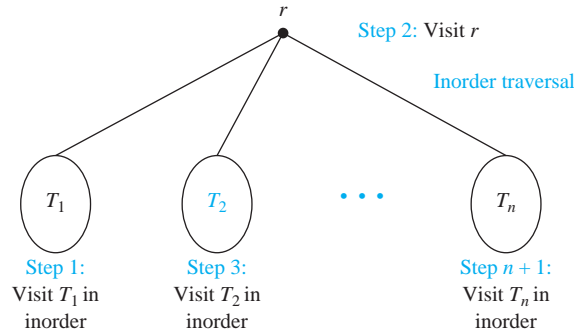 r
Step 2: Visit r
Inorder traversal
T1
T2
• • •
Tn
Step 1:
Visit T1 in
inorder
Step 3:
Visit T2 in
inorder
Step n + 1:
Visit Tn in
inorder